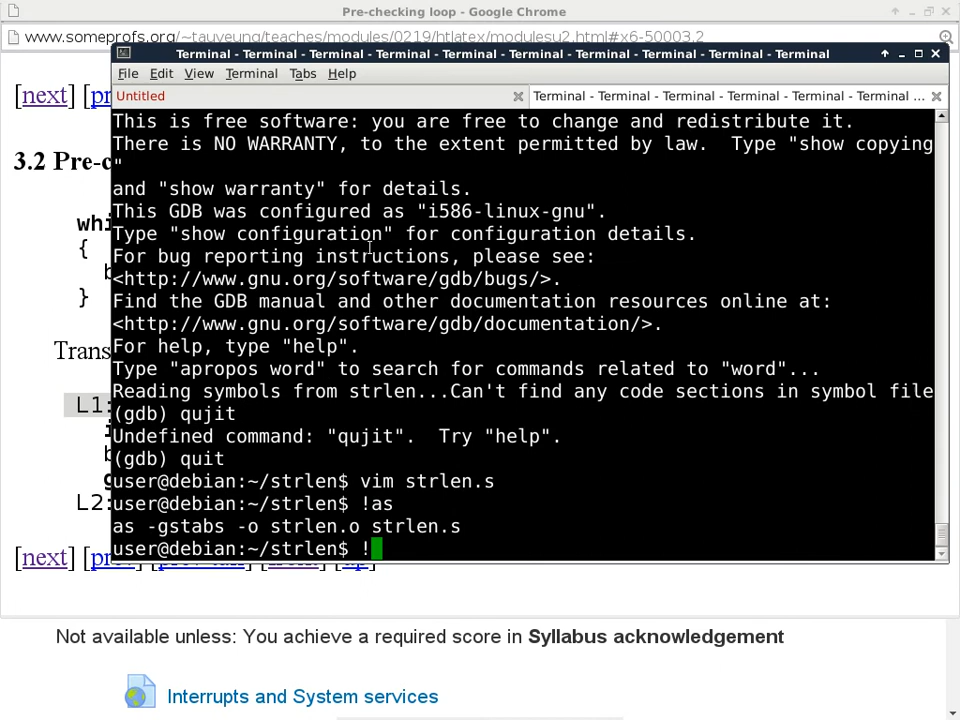 Pre-checking loop - Google Chrome
www.someprofs.org/~tauyeung/teaches/modules/0219/htlatex/modulesu2.html#x6-50003.2
Terminal - Terminal - Terminal - Terminal - Terminal - Terminal - Terminal - Terminal - Terminal
File Edit View Terminal Tabs Help
Untitled
Terminal - Terminal - Terminal - Terminal - Terminal - Terminal ...
[next] [pr
3.2 Pre-c
whi
{
b
}
Trans
L1:
i
b
g
L2:
This is free software: you are free to change and redistribute it.
There is NO WARRANTY, to the extent permitted by law.  Type "show copying
"
and "show warranty" for details.
This GDB was configured as "i586-linux-gnu".
Type "show configuration" for configuration details.
For bug reporting instructions, please see:
<http://www.gnu.org/software/gdb/bugs/>.
Find the GDB manual and other documentation resources online at:
<http://www.gnu.org/software/gdb/documentation/>.
For help, type "help".
Type "apropos word" to search for commands related to "word"...
Reading symbols from strlen...Can't find any code sections in symbol file
(gdb) qujit
Undefined command: "qujit".  Try "help".
(gdb) quit
user@debian:~/strlen$ vim strlen.s
user@debian:~/strlen$ !as
as -gstabs -o strlen.o strlen.s
user@debian:~/strlen$ !
[next] [prev] [prev-tail] [front] [up]
Not available unless: You achieve a required score in Syllabus acknowledgement
Interrupts and System services